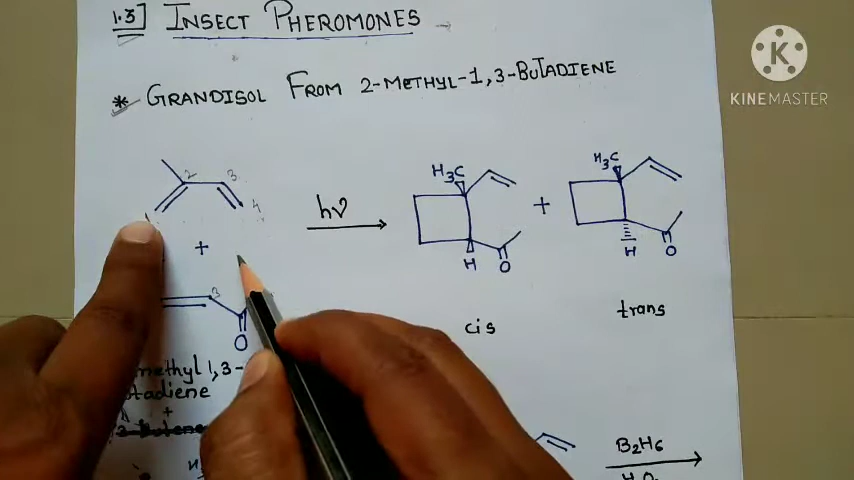 1.3] INSECT PHEROMONES
* GRANDISOL FROM 2-METHYL-1,3-BUTADIENE
KINEMASTER
2 3 4
H3C H O
H3C H O
hν
+
+
3
O
cis
trans
methyl 1,3-
tadiene
+
B2H6